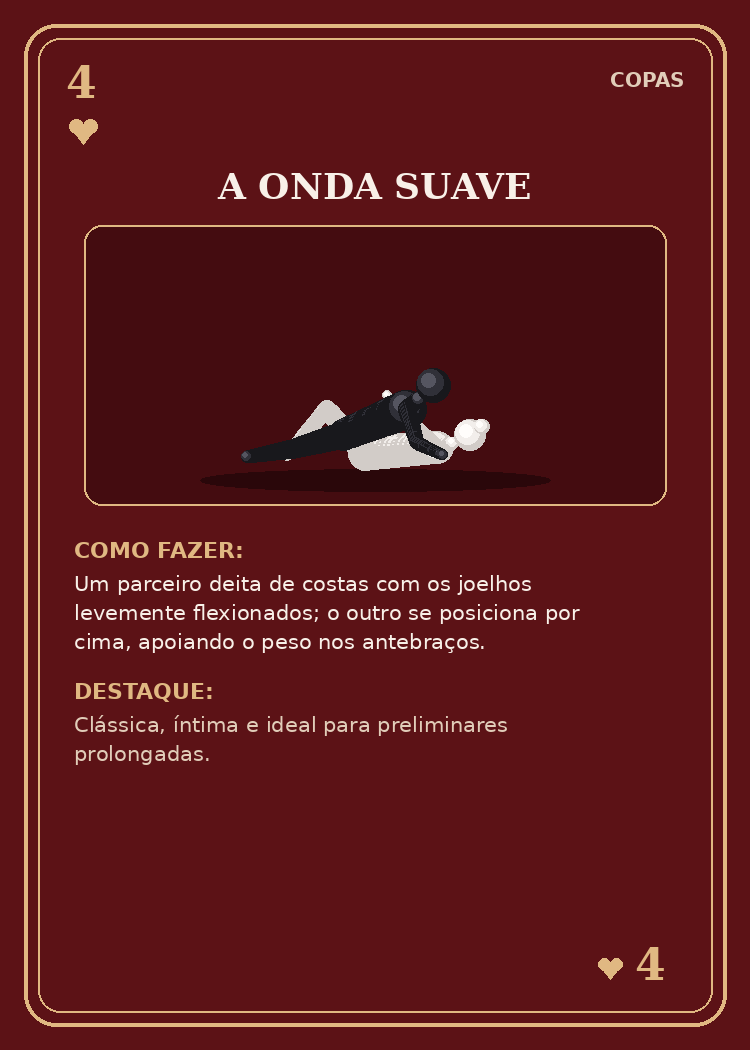 4
COPAS
A ONDA SUAVE
COMO FAZER:
Um parceiro deita de costas com os joelhos
levemente flexionados; o outro se posiciona por
cima, apoiando o peso nos antebraços.
DESTAQUE:
Clássica, íntima e ideal para preliminares
prolongadas.
4